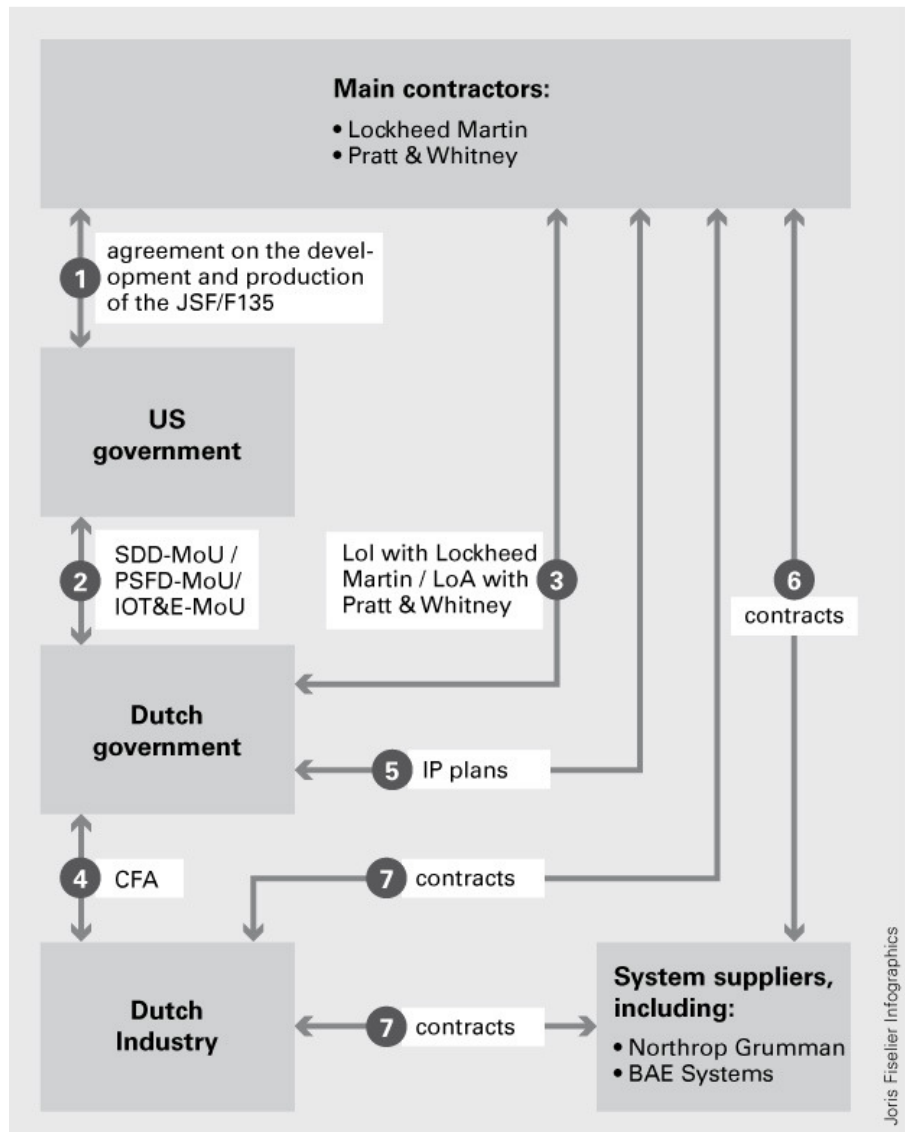 Main contractors:
• Lockheed Martin
• Pratt & Whitney
1
agreement on the devel-
opment and production
of the JSF/F135
US
government
2
SDD-MoU /
PSFD-MoU/
IOT&E-MoU
LoI with Lockheed
Martin / LoA with
Pratt & Whitney
3
6
contracts
Dutch
government
5 IP plans
4 CFA
7 contracts
Dutch
Industry
7 contracts
System suppliers,
including:
• Northrop Grumman
• BAE Systems
Joris Fiselier Infographics